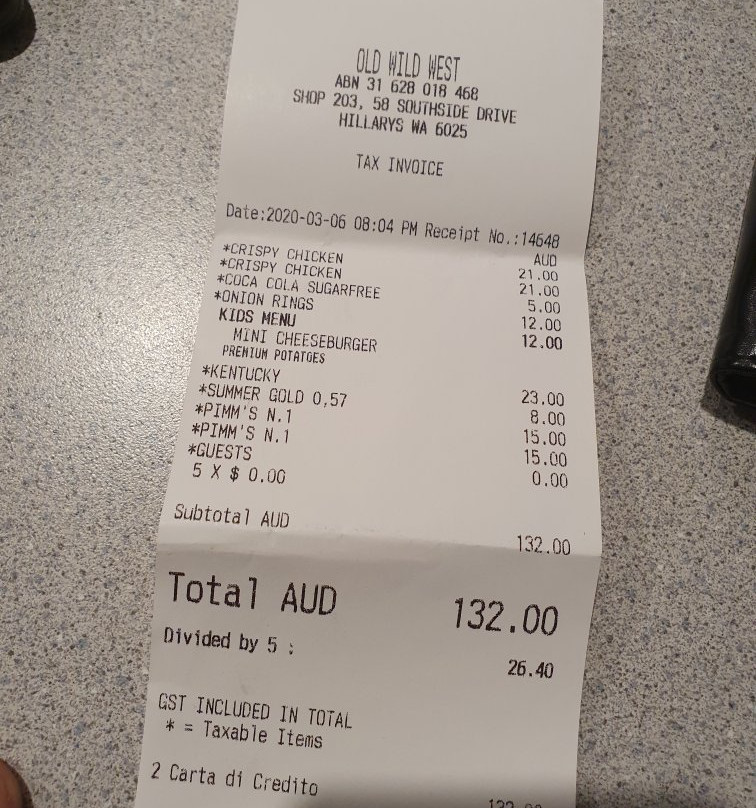 OLD WILD WEST
ABN 31 628 018 468
SHOP 203, 58 SOUTHSIDE DRIVE
HILLARYS WA 6025
TAX INVOICE
Date:2020-03-06 08:04 PM Receipt No.:14648
AUD
*CRISPY CHICKEN 21.00
*CRISPY CHICKEN 21.00
*COCA COLA SUGARFREE 5.00
*ONION RINGS 12.00
KIDS MENU 12.00
MINI CHEESEBURGER
PREMIUM POTATOES
*KENTUCKY 23.00
*SUMMER GOLD 0,57 8.00
*PIMM'S N.1 15.00
*PIMM'S N.1 15.00
*GUESTS 0.00
5 X $ 0.00
Subtotal AUD 132.00
Total AUD 132.00
Divided by 5 : 26.40
GST INCLUDED IN TOTAL
* = Taxable Items
2 Carta di Credito